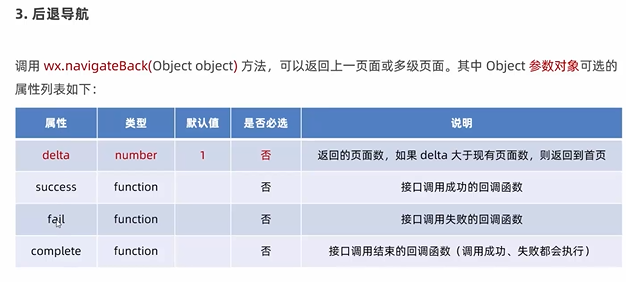 3. 后退导航
调用 wx.navigateBack(Object object) 方法，可以返回上一页面或多级页面。其中 Object 参数对象可选的
属性列表如下：
属性 类型 默认值 是否必选 说明
delta number 1 否 返回的页面数，如果 delta 大于现有页面数，则返回到首页
success function 否 接口调用成功的回调函数
fail function 否 接口调用失败的回调函数
complete function 否 接口调用结束的回调函数（调用成功、失败都会执行）